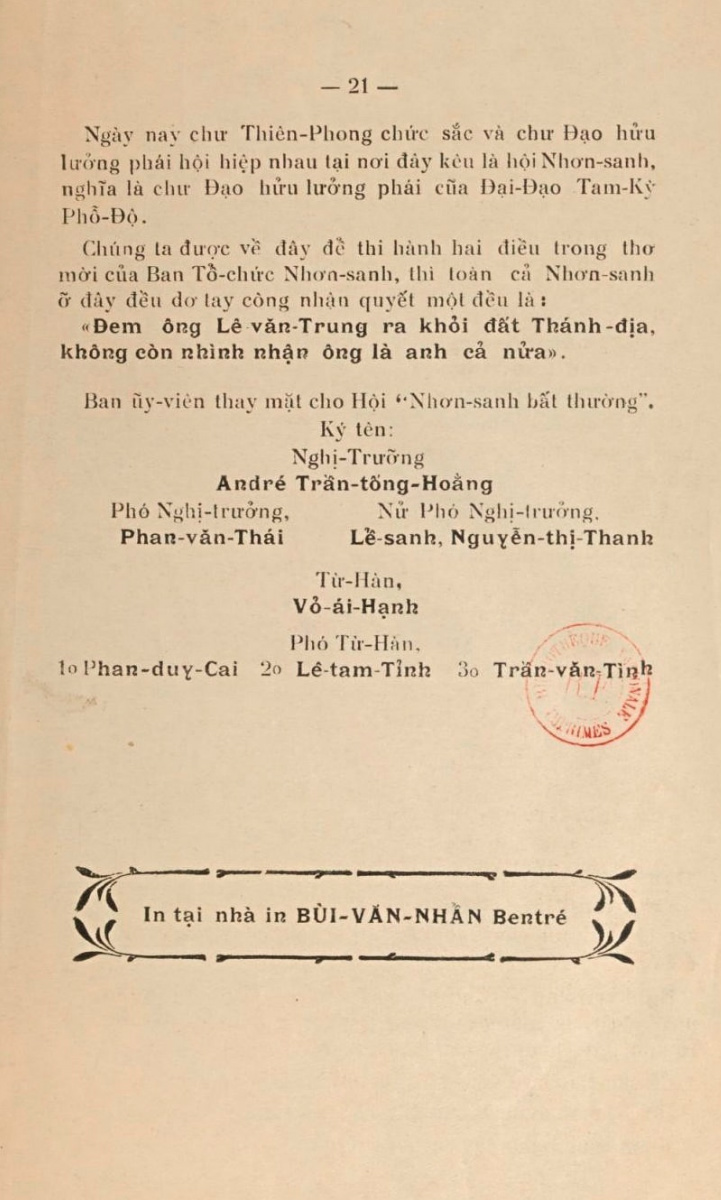 — 21 —
Ngày nay chư Thiên-Phong chức sắc và chư Đạo hửu
lưởng phái hội hiệp nhau tại nơi đây kêu là hội Nhơn-sanh,
nghĩa là chư Đạo hửu lưởng phái cũa Đại-Đạo Tam-Kỳ
Phổ-Độ.
Chúng ta được về đây để thi hành hai điều trong thơ
mời của Ban Tổ-chức Nhơn-sanh, thì toàn cả Nhơn-sanh
ỡ đây đều dơ tay công nhận quyết một đều là :
«Đem ông Lê văn-Trung ra khỏi đất Thánh-địa,
không còn nhình nhận ông là anh cả nửa».
Ban ũy-viên thay mặt cho Hội "Nhơn-sanh bất thường".
Ký tên:
Nghị-Trưỡng
André Trần-tống-Hoằng
Phó Nghị-trưởng, Nử Phó Nghị-trưởng,
Phan-văn-Thái Lễ-sanh, Nguyễn-thị-Thanh
Từ-Hàn,
Vỏ-ái-Hạnh
Phó Từ-Hàn,
1o Phan-duy-Cai 2o Lê-tam-Tỉnh 3o Trần-văn-Tình
IMPRIMES
In tại nhà in BÙI-VĂN-NHẪN Bentré